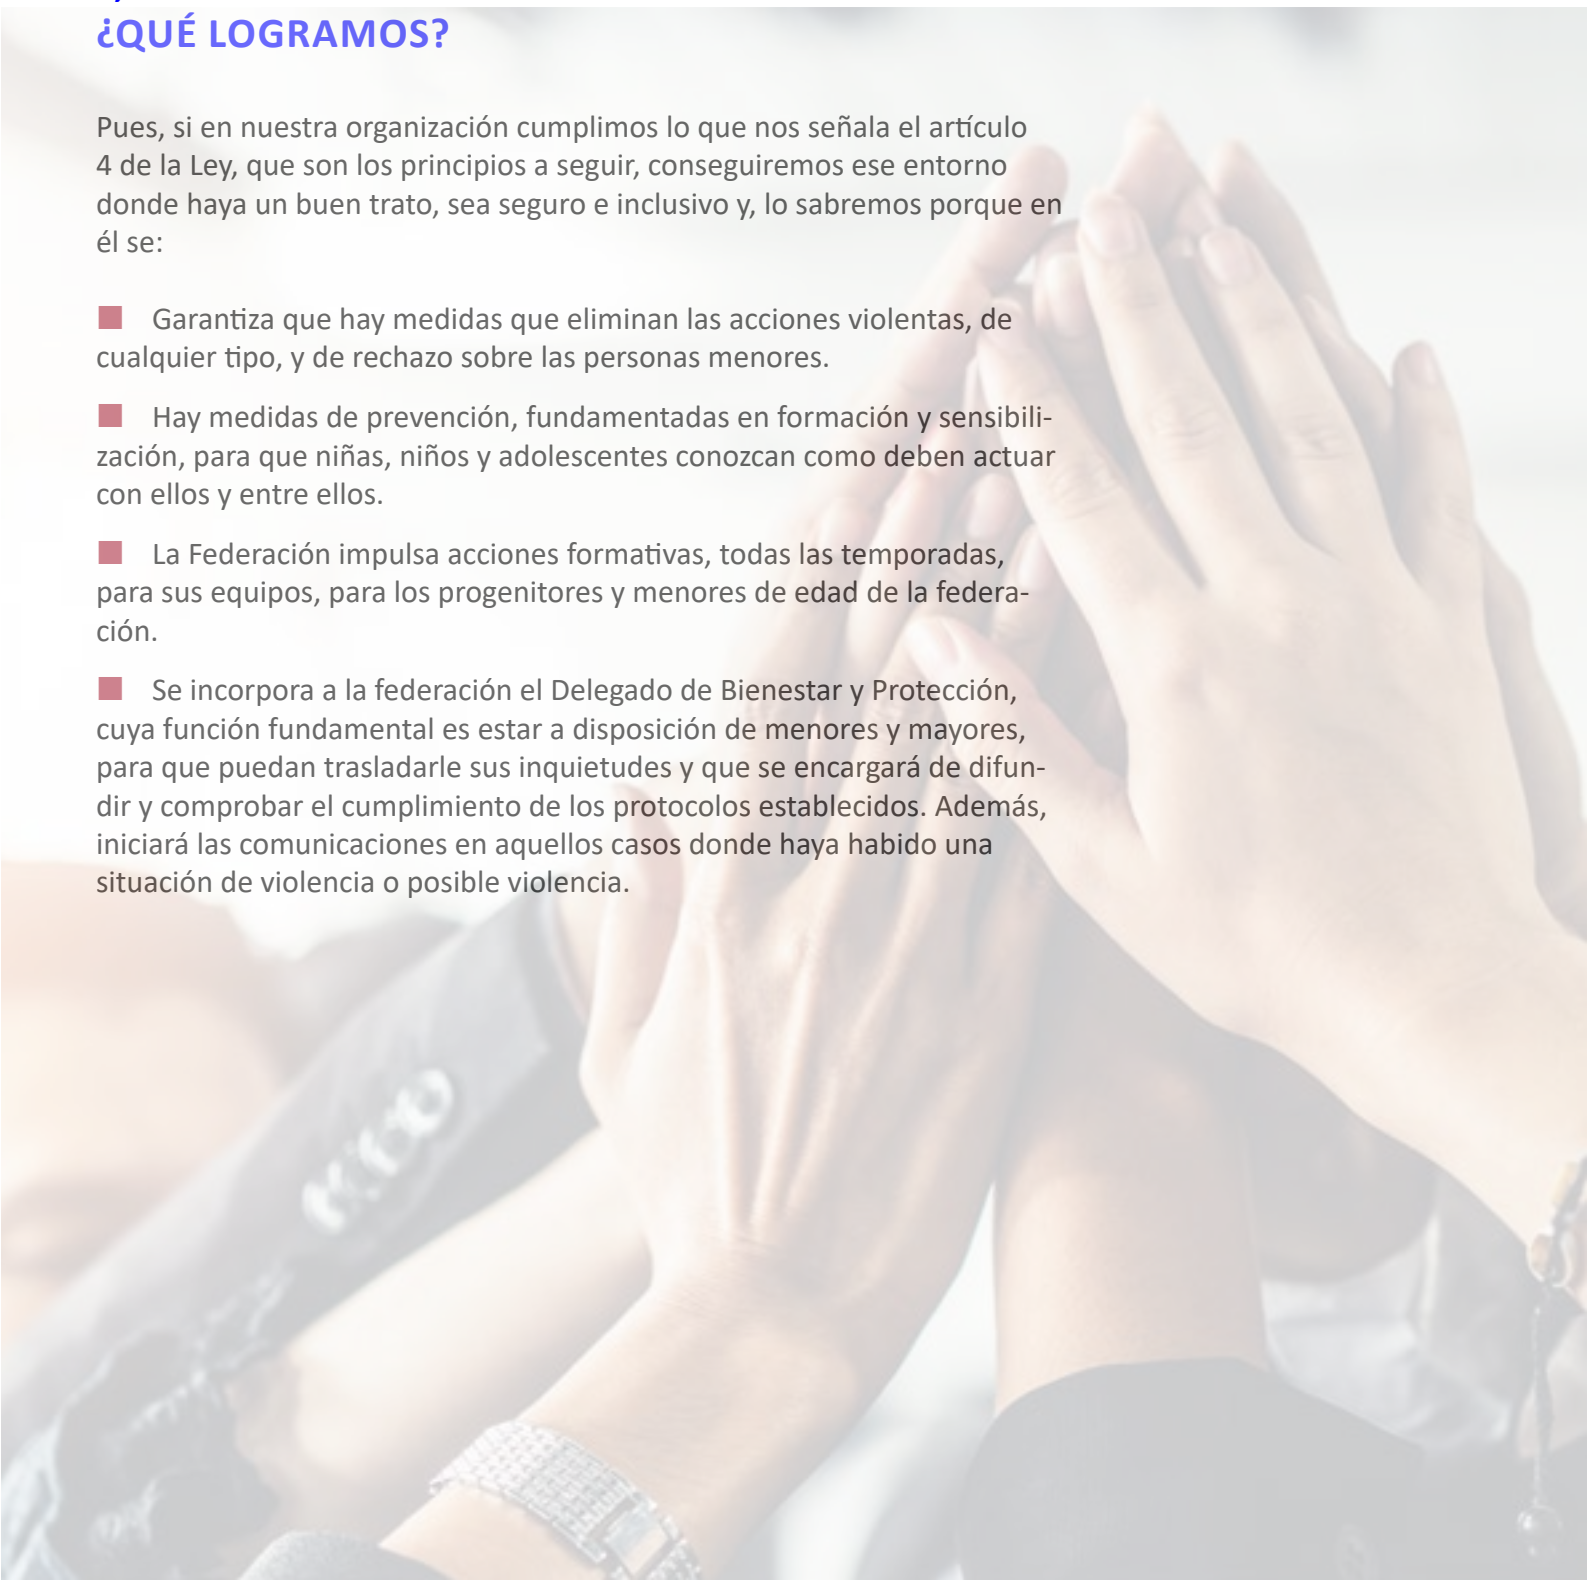 ¿QUÉ LOGRAMOS?
Pues, si en nuestra organización cumplimos lo que nos señala el artículo
4 de la Ley, que son los principios a seguir, conseguiremos ese entorno
donde haya un buen trato, sea seguro e inclusivo y, lo sabremos porque en
él se:
■ Garantiza que hay medidas que eliminan las acciones violentas, de
cualquier tipo, y de rechazo sobre las personas menores.
■ Hay medidas de prevención, fundamentadas en formación y sensibili-
zación, para que niñas, niños y adolescentes conozcan como deben actuar
con ellos y entre ellos.
■ La Federación impulsa acciones formativas, todas las temporadas,
para sus equipos, para los progenitores y menores de edad de la federa-
ción.
■ Se incorpora a la federación el Delegado de Bienestar y Protección,
cuya función fundamental es estar a disposición de menores y mayores,
para que puedan trasladarle sus inquietudes y que se encargará de difun-
dir y comprobar el cumplimiento de los protocolos establecidos. Además,
iniciará las comunicaciones en aquellos casos donde haya habido una
situación de violencia o posible violencia.